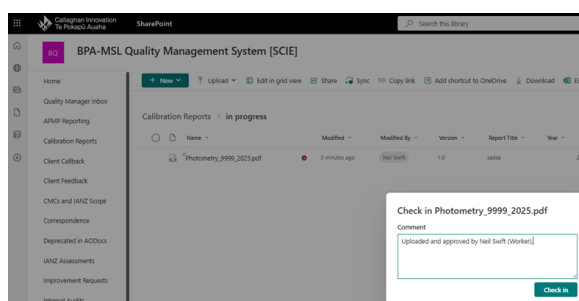 Callaghan Innovation
Te Pokapū Auaha
SharePoint
Search this library
BQ
BPA-MSL Quality Management System [SCIE]
+ New
Upload
Edit in grid view
Share
Sync
Copy link
Add shortcut to OneDrive
Download
Home
Quality Manager Inbox
APMP Reporting
Calibration Reports
Client Callback
Client Feedback
CMCs and IANZ Scope
Correspondence
Deprecated in AODocs
IANZ Assessments
Improvement Requests
Internal Audits
Calibration Reports > in progress
Name
Modified
Modified By
Version
Report Title
Year
Photometry_9999_2025.pdf
3 minutes ago
Neil Swift
1.0
Check in Photometry_9999_2025.pdf
Comment
Uploaded and approved by Neil Swift (Worker).
Check in